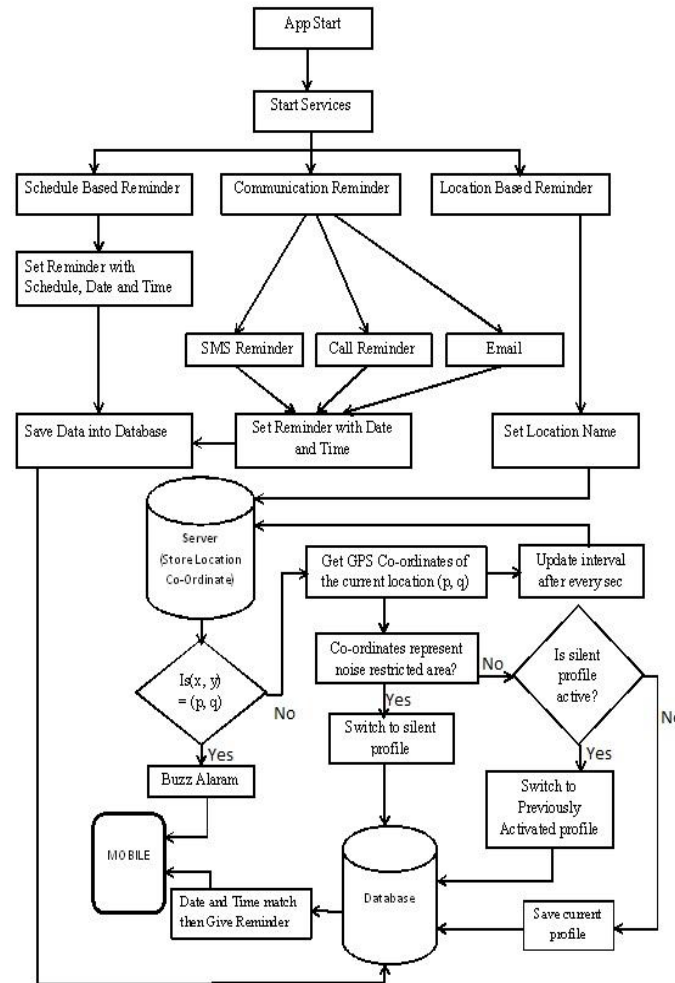 App Start
Start Services
Schedule Based Reminder
Communication Reminder
Location Based Reminder
Set Reminder with
Schedule, Date and Time
SMS Reminder
Call Reminder
Email
Save Data into Database
Set Reminder with Date
and Time
Set Location Name
Server
(Store Location
Co-Ordinate)
Get GPS Co-ordinates of
the current location (p, q)
Update interval
after every sec
Is(x, y)
= (p, q)
No
Co-ordinates represent
noise restricted area?
No
Is silent
profile
active?
No
Yes
Switch to silent
profile
Yes
Buzz Alaram
Yes
Switch to
Previously
Activated profile
MOBILE
Date and Time match
then Give Reminder
Database
Save current
profile